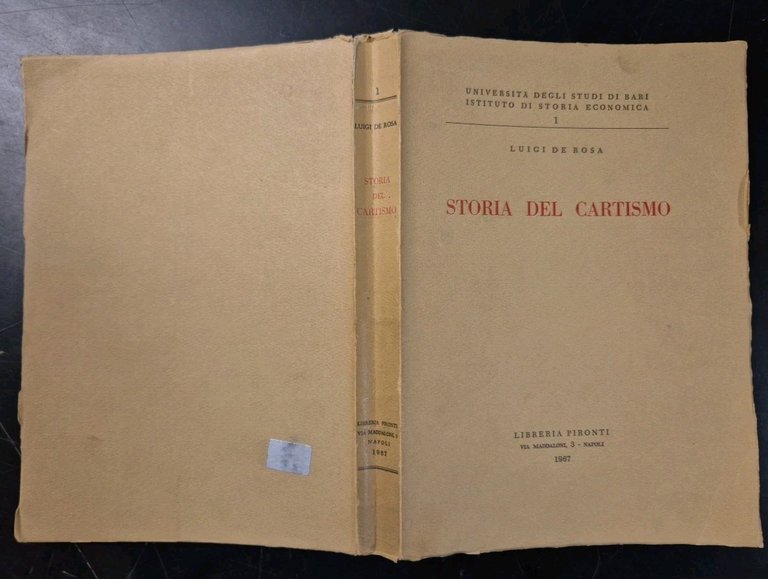 1
LUIGI DE ROSA
STORIA
DEL
CARTISMO
LIBRERIA PIRONTI
VIA MADDALONI, 3
NAPOLI
1967
UNIVERSITÀ DEGLI STUDI DI BARI
ISTITUTO DI STORIA ECONOMICA
1
LUIGI DE ROSA
STORIA DEL CARTISMO
LIBRERIA PIRONTI
VIA MADDALONI, 3 - NAPOLI
1967